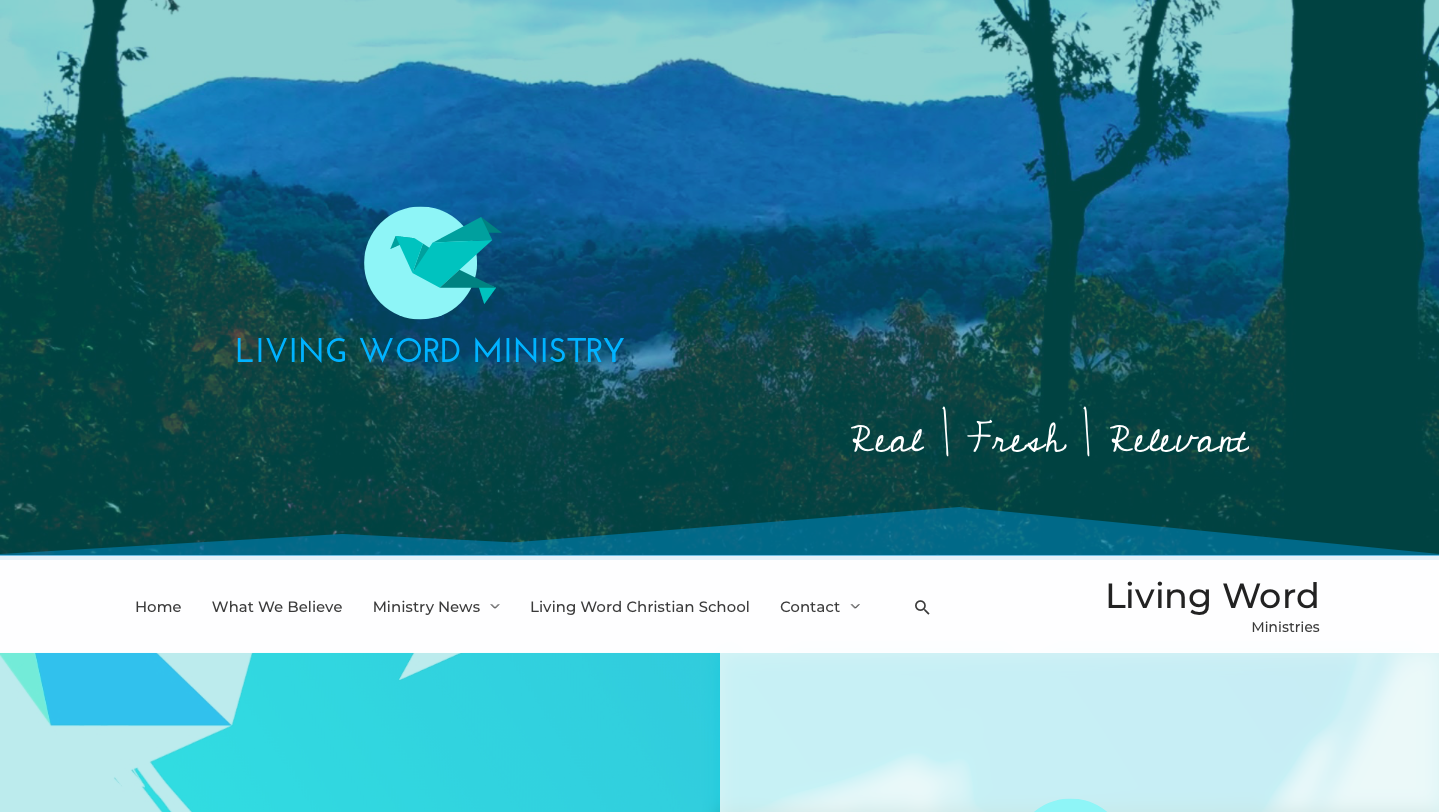 LIVING WORD MINISTRY
Real | Fresh | Relevant
Home What We Believe Ministry News Living Word Christian School Contact
Living Word
Ministries